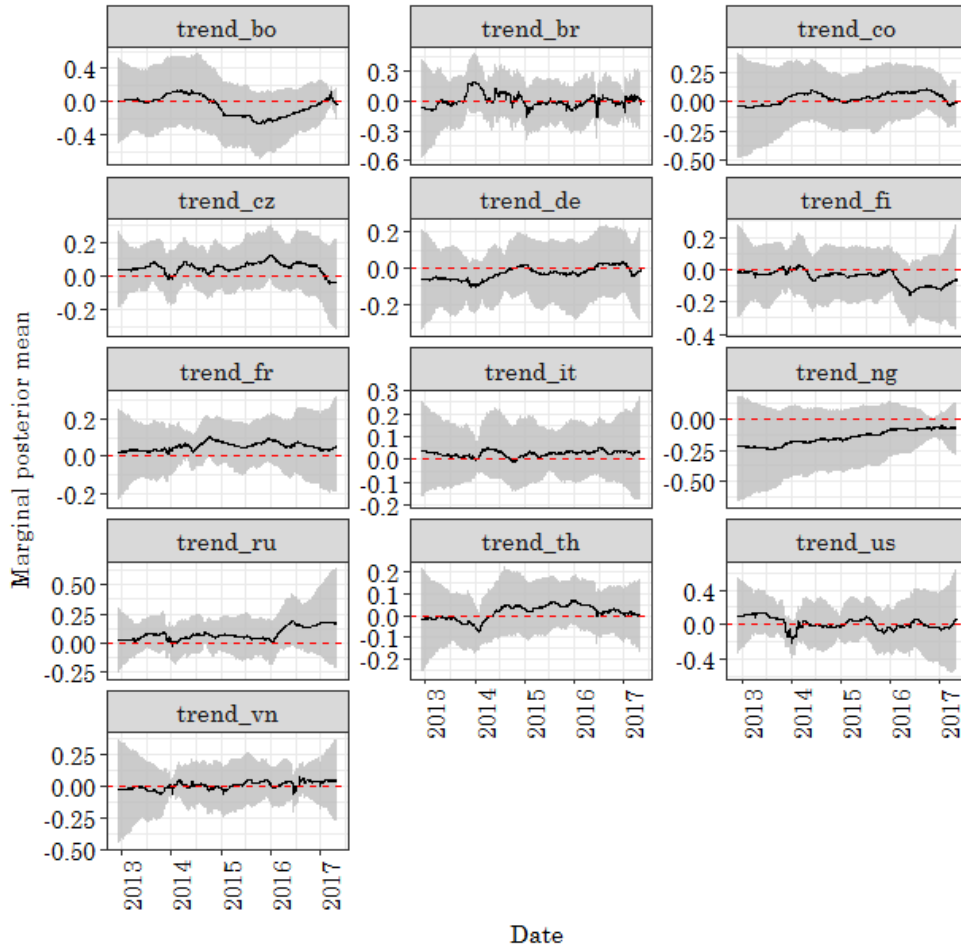 trend_bo
trend_br
trend_co
0.4
0.0
-0.4
0.3
0.0
-0.3
-0.6
0.25
0.00
-0.25
-0.50
trend_cz
trend_de
trend_fi
0.2
0.0
-0.2
0.2
0.0
-0.2
0.2
0.0
-0.2
-0.4
trend_fr
trend_it
trend_ng
0.2
0.0
-0.2
0.3
0.2
0.1
0.0
-0.1
-0.2
0.00
-0.25
-0.50
trend_ru
trend_th
trend_us
0.50
0.25
0.00
-0.25
0.2
0.1
0.0
-0.1
-0.2
0.4
0.0
-0.4
2013 2014 2015 2016 2017
2013 2014 2015 2016 2017
trend_vn
0.25
0.00
-0.25
-0.50
2013 2014 2015 2016 2017
Marginal posterior mean
Date